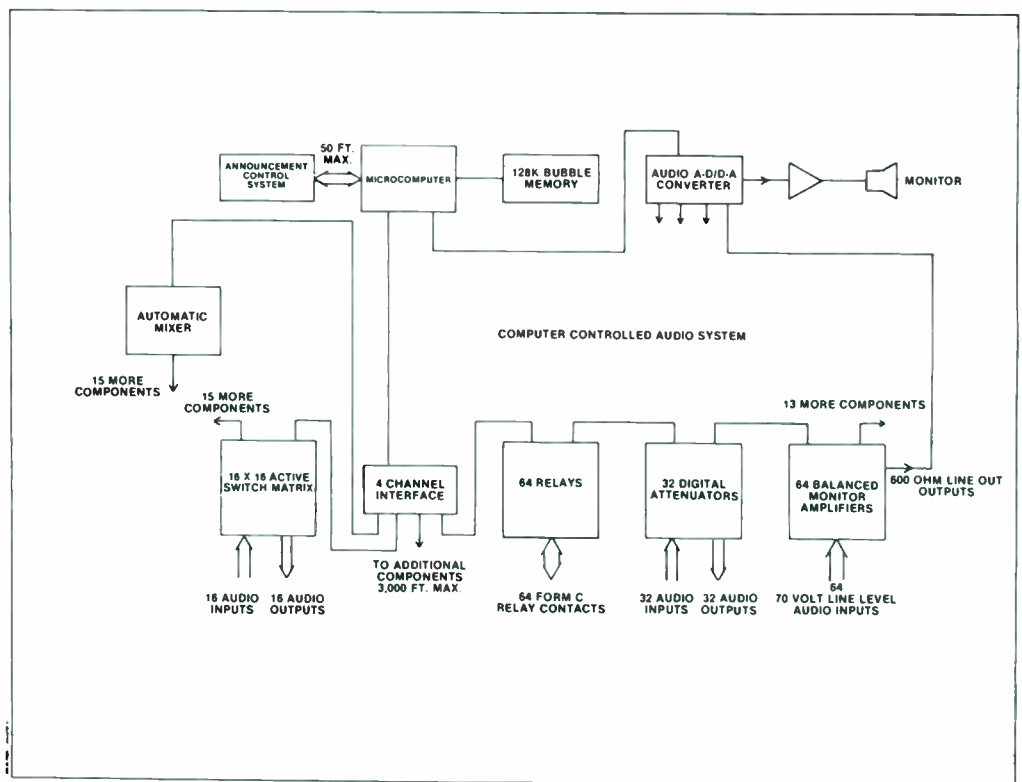 50 FT.
MAX.
ANNOUNCEMENT
CONTROL
SYSTEM
MICROCOMPUTER
128K BUBBLE
MEMORY
AUDIO A-D/D-A
CONVERTER
MONITOR
AUTOMATIC
MIXER
COMPUTER CONTROLLED AUDIO SYSTEM
15 MORE
COMPONENTS
15 MORE
COMPONENTS
13 MORE COMPONENTS
16 X 16 ACTIVE
SWITCH MATRIX
4 CHANNEL
INTERFACE
64 RELAYS
32 DIGITAL
ATTENUATORS
64 BALANCED
MONITOR
AMPLIFIERS
600 OHM LINE OUT
OUTPUTS
16 AUDIO
INPUTS
16 AUDIO
OUTPUTS
TO ADDITIONAL
COMPONENTS
3,000 FT. MAX.
64 FORM C
RELAY CONTACTS
32 AUDIO
INPUTS
32 AUDIO
OUTPUTS
64
70 VOLT LINE LEVEL
AUDIO INPUTS